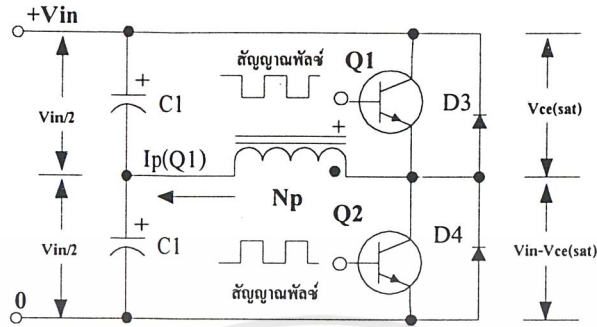 +Vin
สัญญาณพัลซ์
Q1
+
C1
D3
Vce(sat)
Vin/2
+
Ip(Q1)
Np
Q2
+
C1
D4
Vin/2
Vin-Vce(sat)
สัญญาณพัลซ์
0